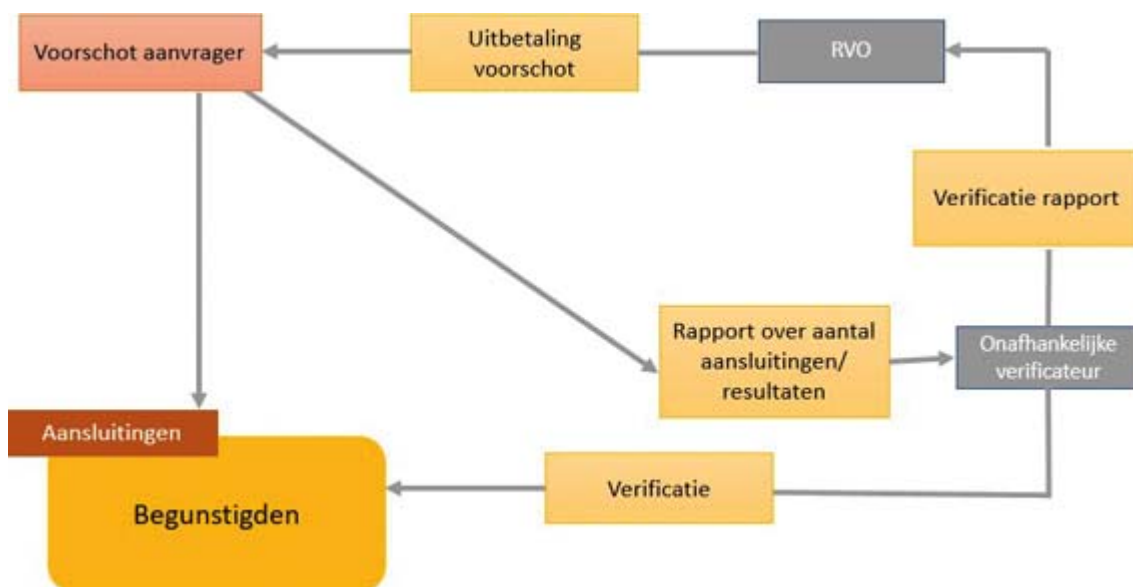 Voorschot aanvrager
Uitbetaling
voorschot
RVO
Verificatie rapport
Rapport over aantal
aansluitingen/
resultaten
Onafhankelijke
verificateur
Aansluitingen
Begunstigden
Verificatie